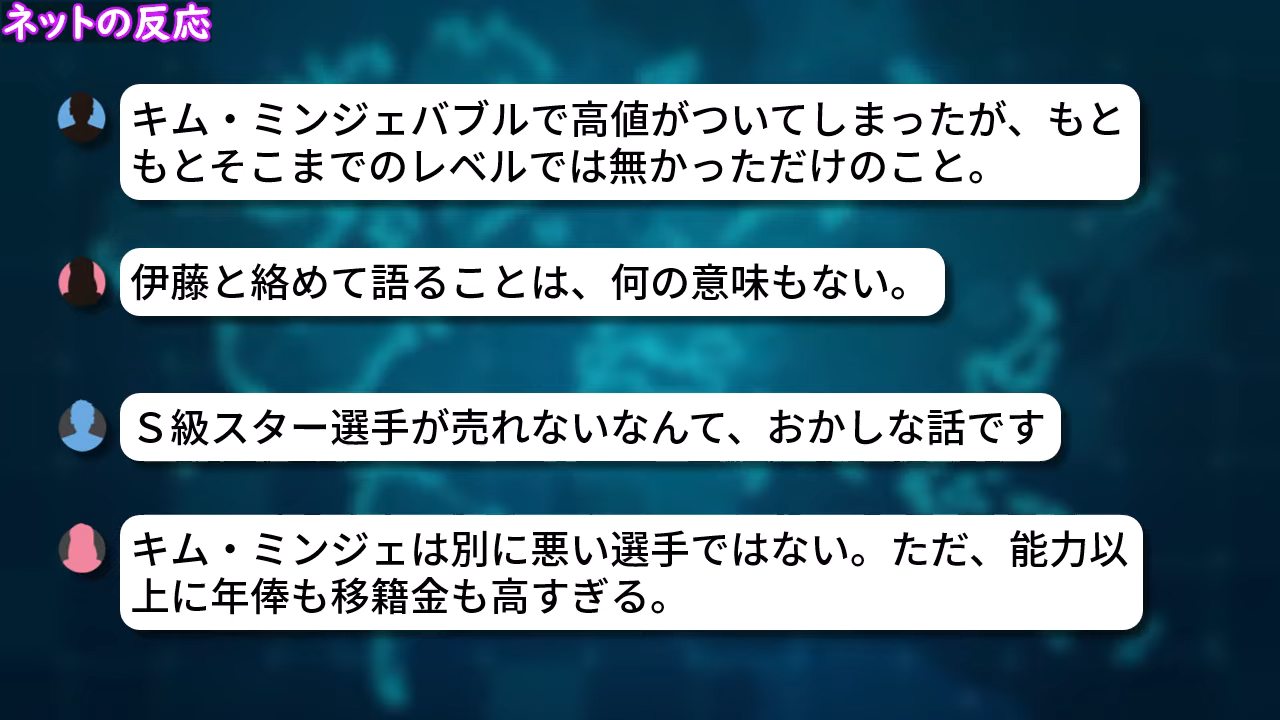 ネットの反応
キム・ミンジェバブルで高値がついてしまったが、もと
もとそこまでのレベルでは無かっただけのこと。
伊藤と絡めて語ることは、何の意味もない。
Ｓ級スター選手が売れないなんて、おかしな話です
キム・ミンジェは別に悪い選手ではない。ただ、能力以
上に年俸も移籍金も高すぎる。